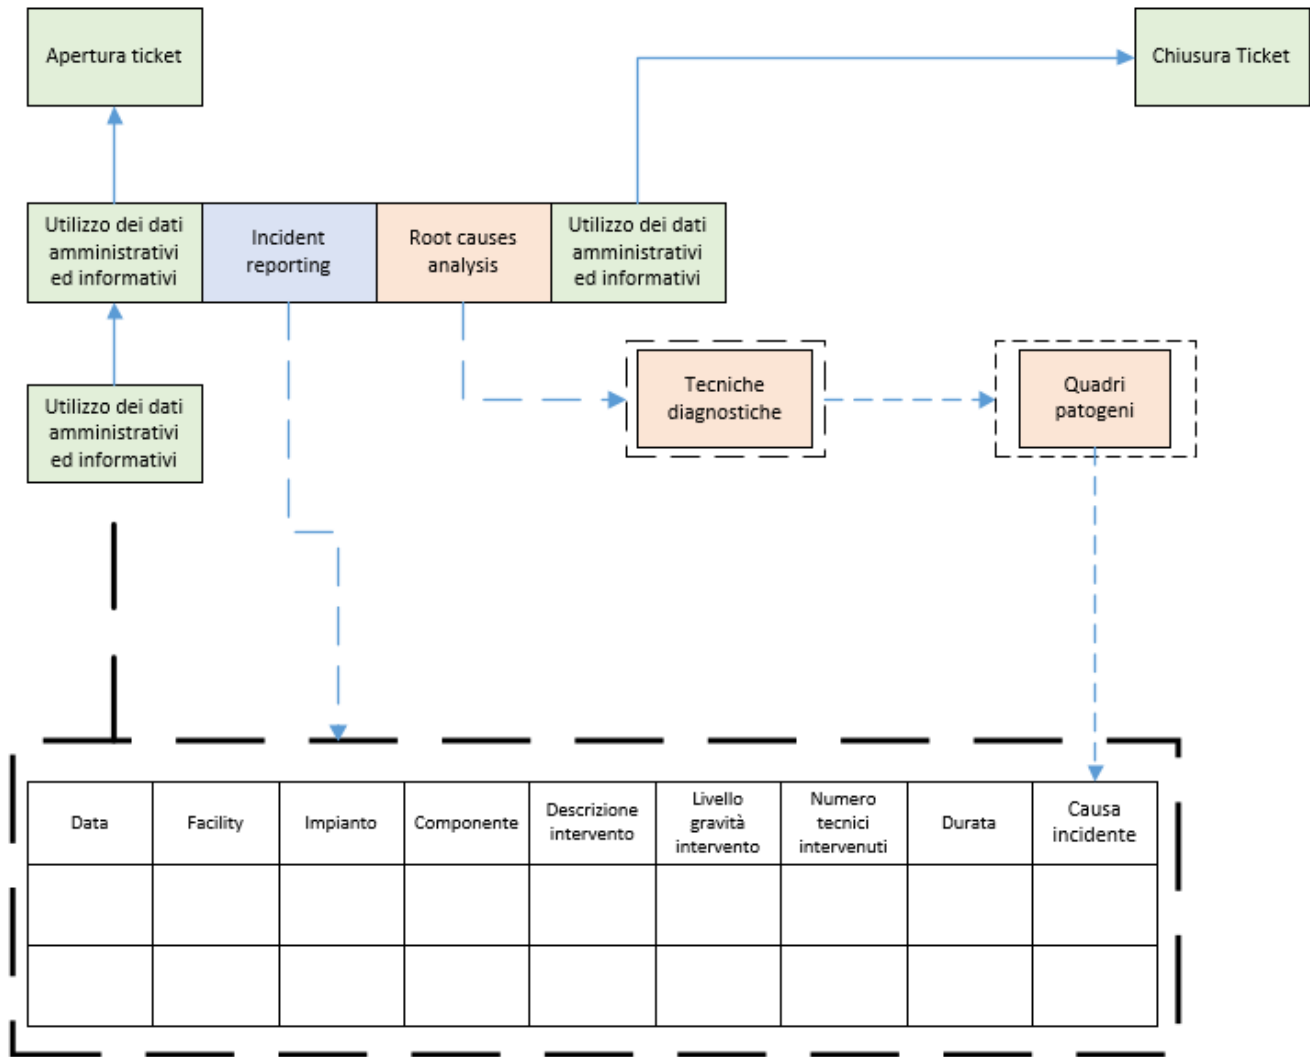 Apertura ticket
Chiusura Ticket
Utilizzo dei dati
amministrativi
ed informativi
Incident
reporting
Root causes
analysis
Utilizzo dei dati
amministrativi
ed informativi
Tecniche
diagnostiche
Quadri
patogeni
Utilizzo dei dati
amministrativi
ed informativi
Data
Facility
Impianto
Componente
Descrizione
intervento
Livello
gravità
intervento
Numero
tecnici
intervenuti
Durata
Causa
incidente